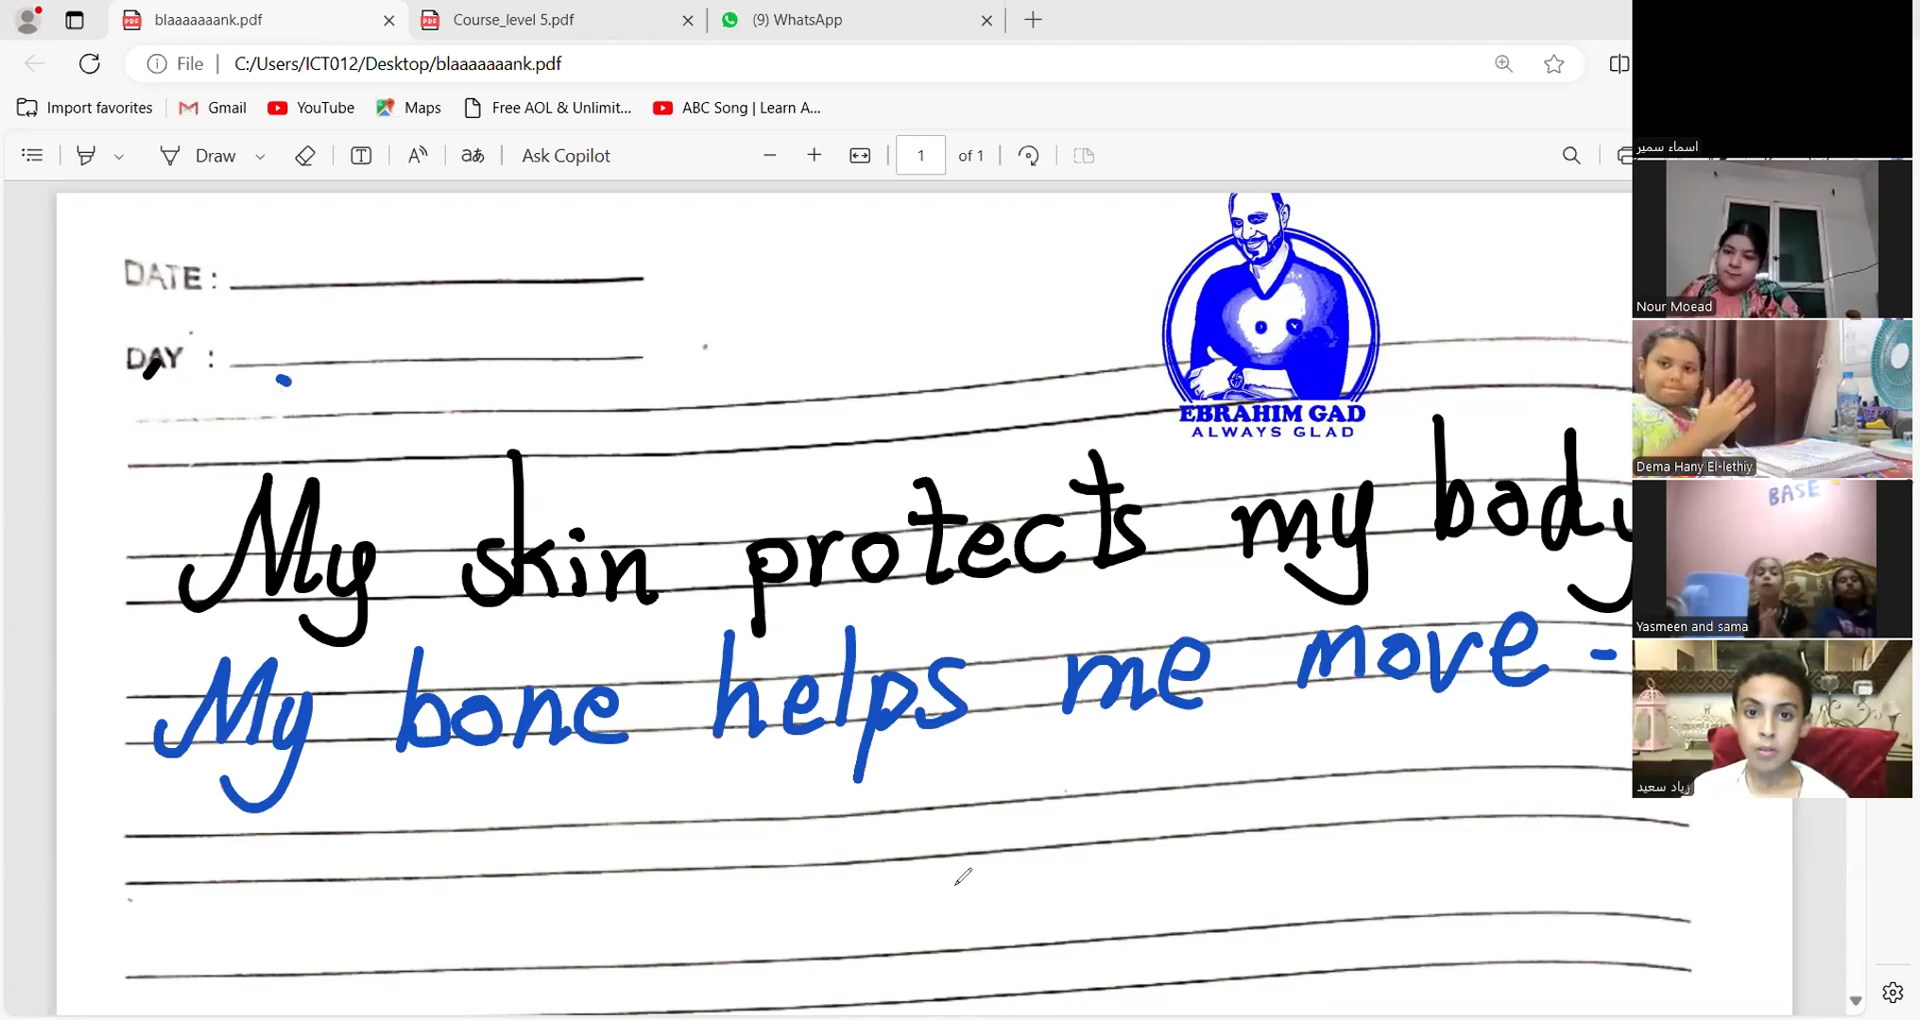 blaaaaaaank.pdf
Course_level 5.pdf
(9) WhatsApp
File
C:/Users/ICT012/Desktop/blaaaaaaank.pdf
Import favorites
Gmail
YouTube
Maps
Free AOL & Unlimit...
ABC Song | Learn A...
Draw
aあ
Ask Copilot
1 of 1
DATE :
DAY :
EBRAHIM GAD
ALWAYS GLAD
My skin protects my body
My bone helps me move -
اسماء سمير
Nour Moead
Dema Hany El-lethiy
BASE
Yasmeen and sama
زياد سعيد